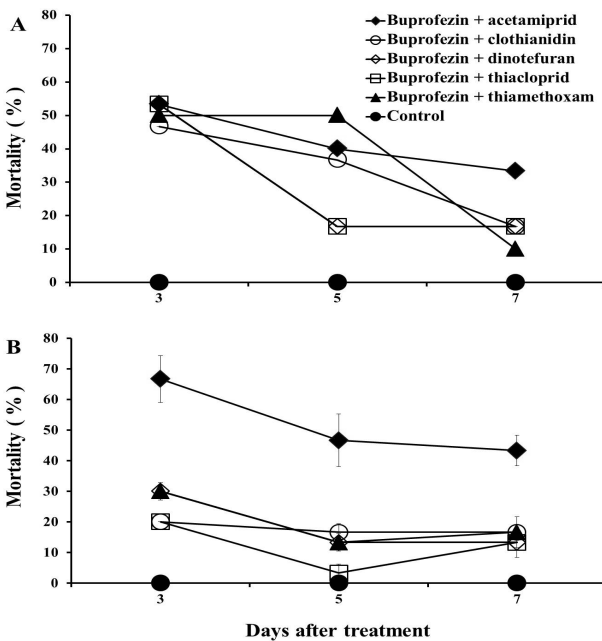 A
Buprofezin + acetamiprid
Buprofezin + clothianidin
Buprofezin + dinotefuran
Buprofezin + thiacloprid
Buprofezin + thiamethoxam
Control
Mortality ( % )
80
70
60
50
40
30
20
10
0
3 5 7
B
Mortality ( % )
80
70
60
50
40
30
20
10
0
3 5 7
Days after treatment